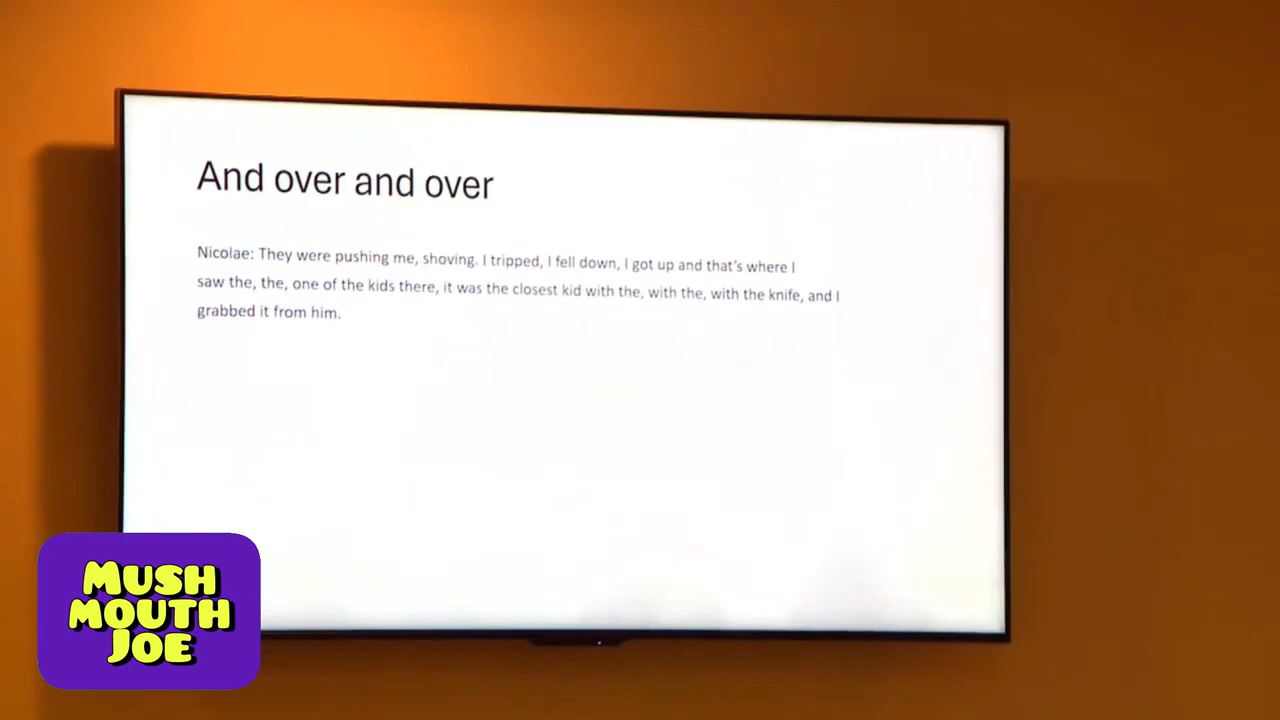 And over and over
Nicolae: They were pushing me, shoving. I tripped, I fell down, I got up and that's where I
saw the, the, one of the kids there, it was the closest kid with the, with the, with the knife, and I
grabbed it from him.
MUSH
MOUTH
JOE